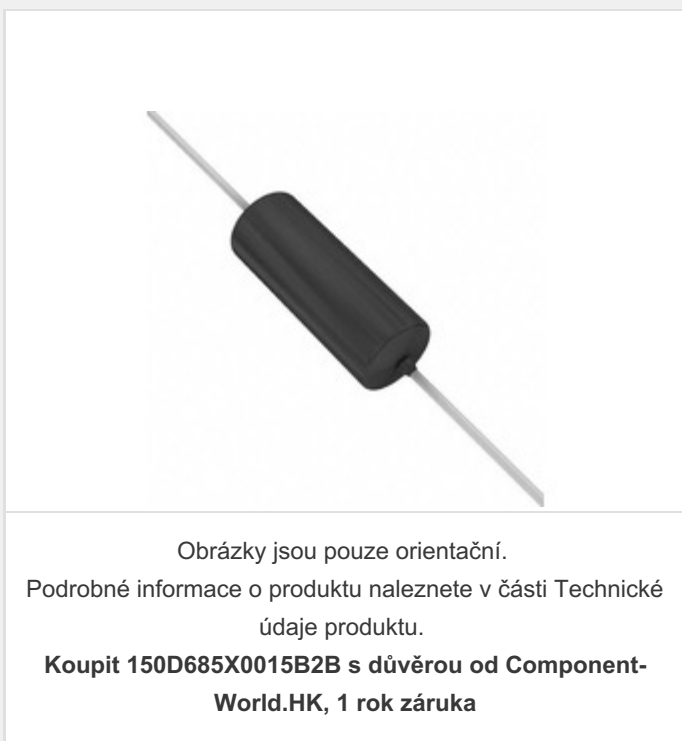 Obrázky jsou pouze orientační.
Podrobné informace o produktu naleznete v části Technické
údaje produktu.
Koupit 150D685X0015B2B s důvěrou od Component-
World.HK, 1 rok záruka